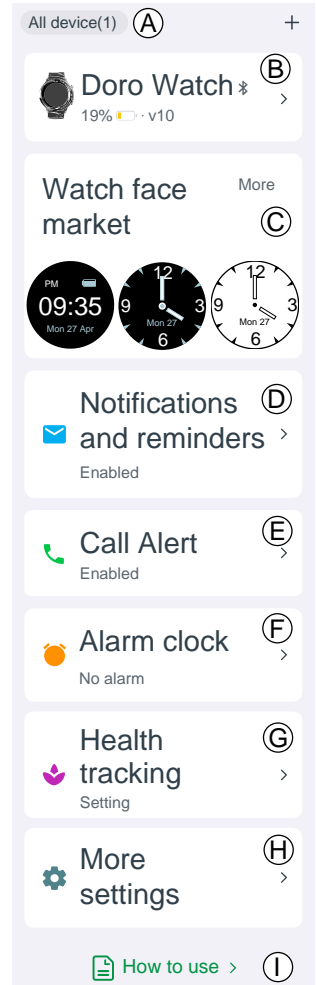 All device(1) A +
B
Doro Watch
19% · v10
Watch face More
market C
PM
09:35
Mon 27 Apr
12
9 3
Mon 27
6
12
9 3
Mon 27
6
Notifications D
and reminders >
Enabled
Call Alert E
Enabled >
Alarm clock F
No alarm >
Health G
tracking >
Setting
More H
settings >
How to use > I